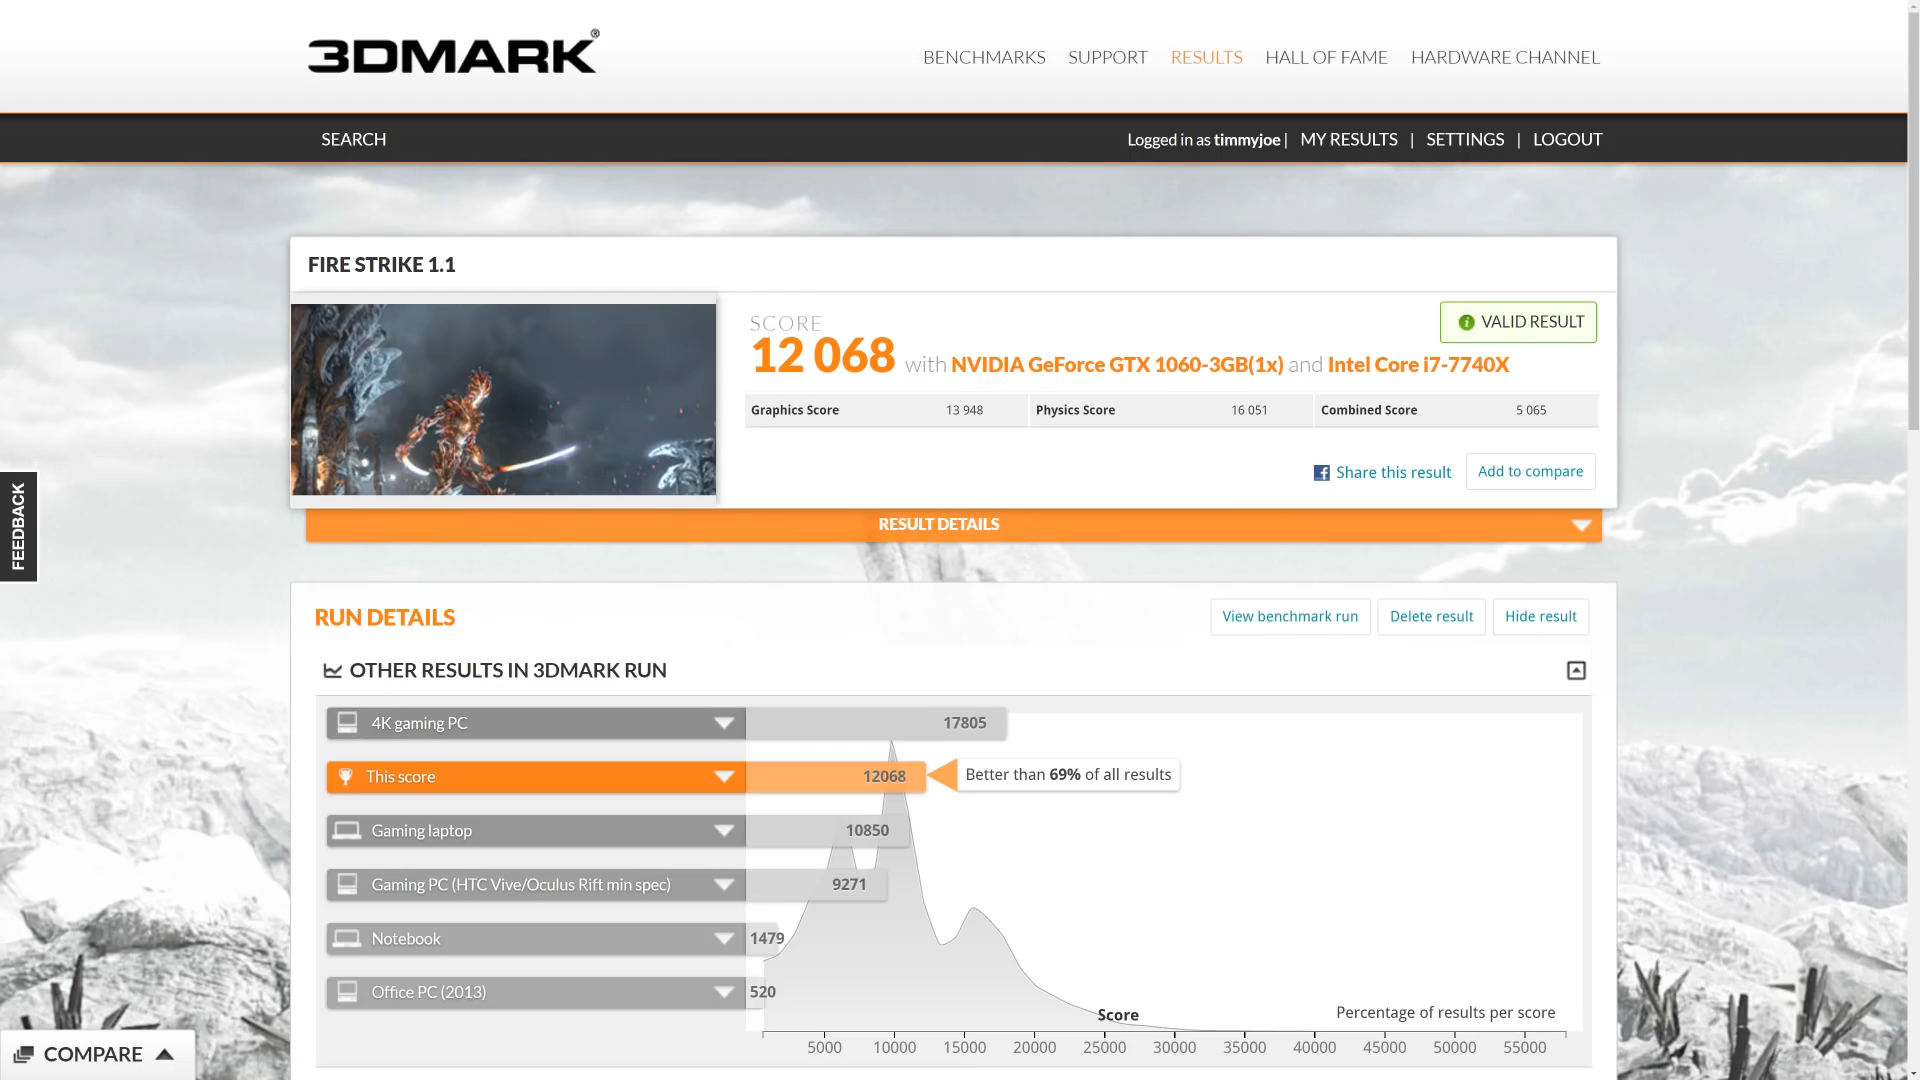 3DMARK®
BENCHMARKS SUPPORT RESULTS HALL OF FAME HARDWARE CHANNEL
SEARCH
Logged in as timmyjoe | MY RESULTS | SETTINGS | LOGOUT
FIRE STRIKE 1.1
VALID RESULT
SCORE
12 068 with NVIDIA GeForce GTX 1060-3GB(1x) and Intel Core i7-7740X
Graphics Score 13 948 Physics Score 16 051 Combined Score 5 065
Share this result Add to compare
FEEDBACK
RESULT DETAILS
RUN DETAILS
View benchmark run Delete result Hide result
OTHER RESULTS IN 3DMARK RUN
4K gaming PC 17805
This score 12068 Better than 69% of all results
Gaming laptop 10850
Gaming PC (HTC Vive/Oculus Rift min spec) 9271
Notebook 1479
Office PC (2013) 520
Score Percentage of results per score
5000 10000 15000 20000 25000 30000 35000 40000 45000 50000 55000
COMPARE